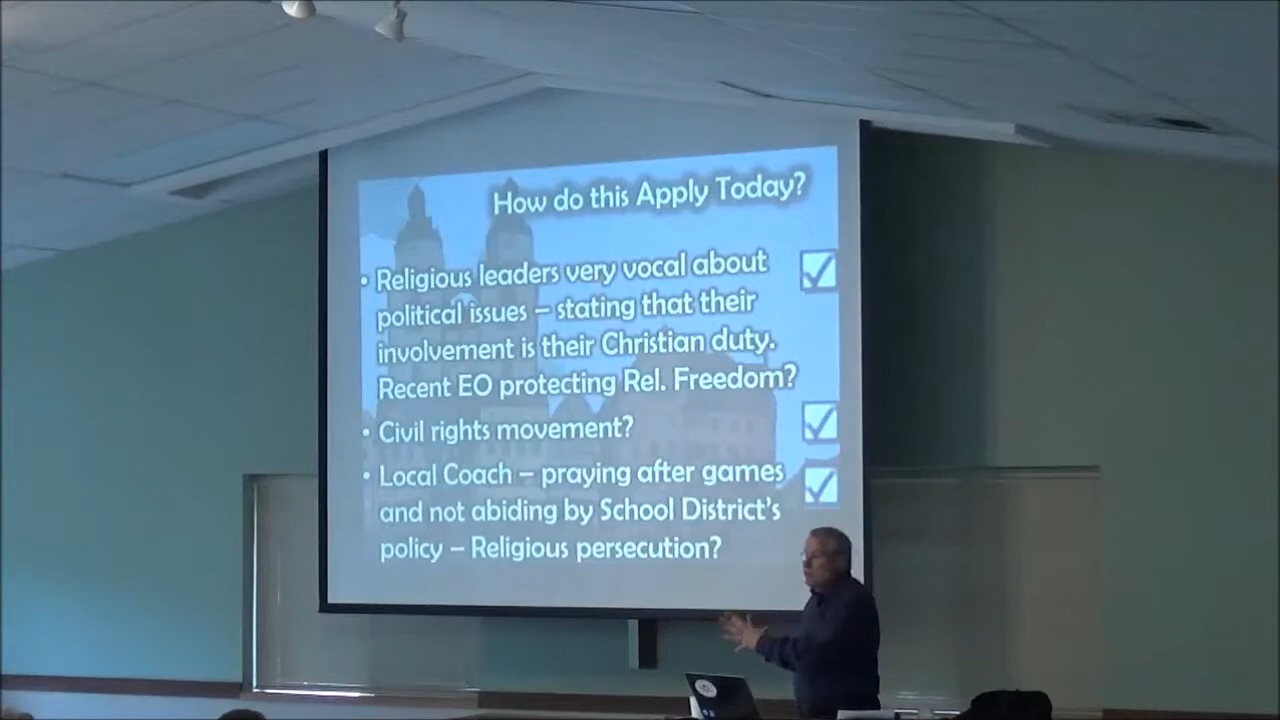 How do this Apply Today?
• Religious leaders very vocal about
political issues – stating that their
involvement is their Christian duty.
Recent EO protecting Rel. Freedom?
• Civil rights movement?
• Local Coach – praying after games
and not abiding by School District's
policy – Religious persecution?